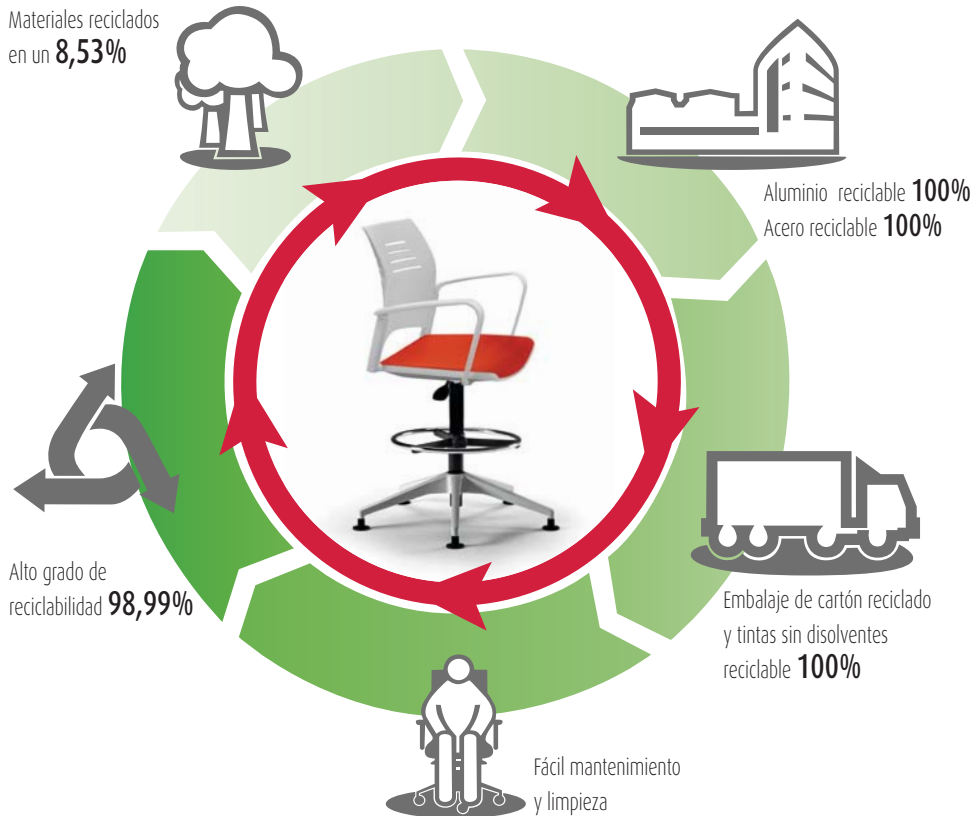 Materiales reciclados
en un 8,53%
Aluminio reciclable 100%
Acero reciclable 100%
Embalaje de cartón reciclado
y tintas sin disolventes
reciclable 100%
Fácil mantenimiento
y limpieza
Alto grado de
reciclabilidad 98,99%